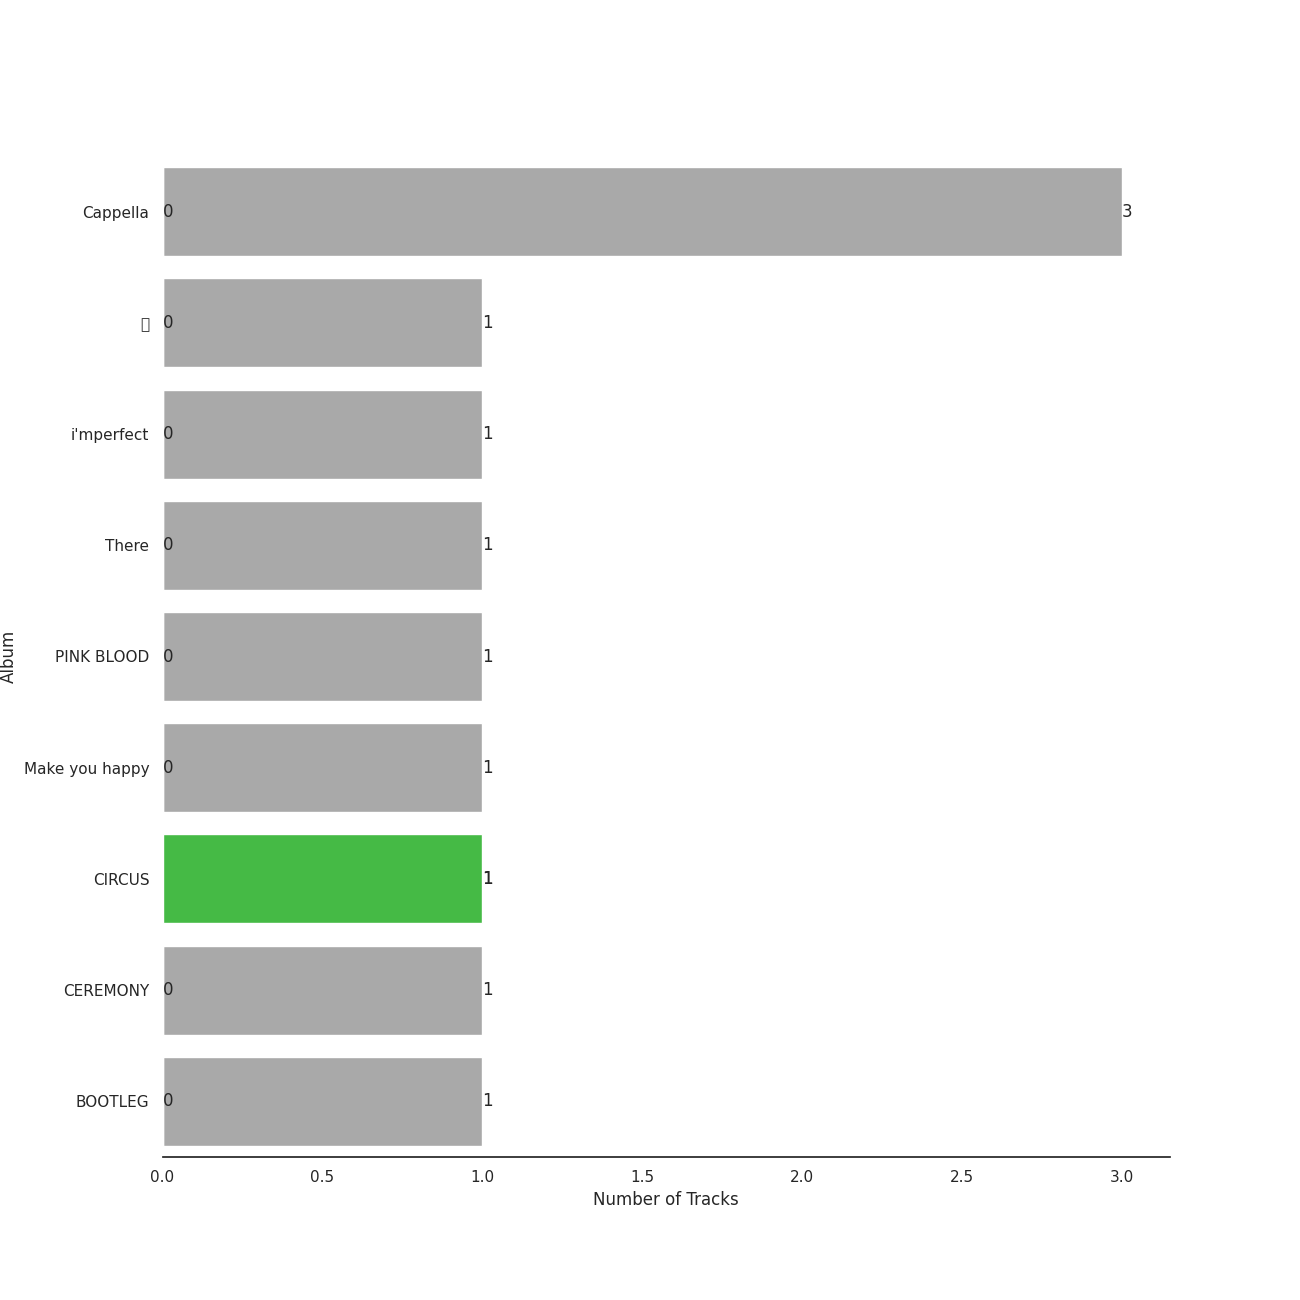 Cappella 0 3
0 1
i'mperfect 0 1
There 0 1
PINK BLOOD 0 1
Make you happy 0 1
CIRCUS 1
CEREMONY 0 1
BOOTLEG 0 1
Album
0.0 0.5 1.0 1.5 2.0 2.5 3.0
Number of Tracks